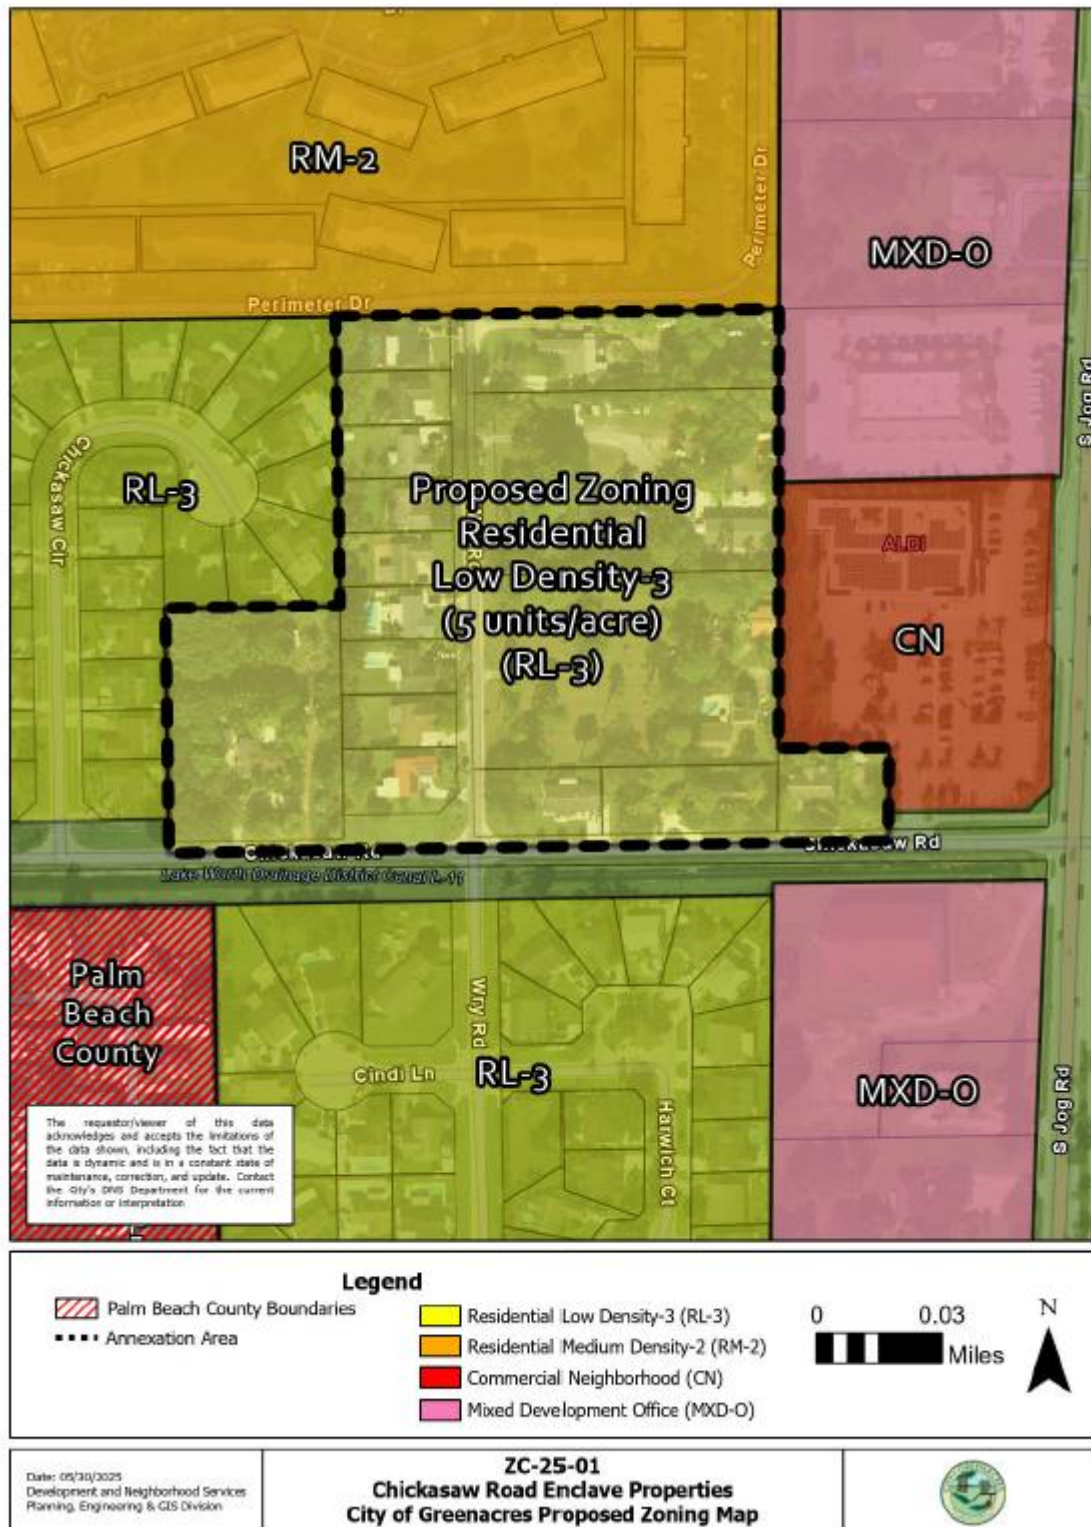 Dr
RM-2
Perimeter Dr
MXD-O
Perimeter Dr
S Jog Rd
Chickasaw Cir
RL-3
Proposed Zoning
Residential
Low Density-3
(5 units/acre)
(RL-3)
ALDI
CN
Chickasaw Rd
Chickasaw Rd
Lake Worth Drainage District Canal L-11
Palm
Beach
County
Wry Rd
Cindi Ln
RL-3
Harwich Ct
MXD-O
S Jog Rd
The requestor/viewer of this data
acknowledges and accepts the limitations of
the data shown, including the fact that the
data is dynamic and is in a constant state of
maintenance, correction, and update. Contact
the City's DNS Department for the current
information or interpretation
Legend
Palm Beach County Boundaries
Annexation Area
Residential Low Density-3 (RL-3)
Residential Medium Density-2 (RM-2)
Commercial Neighborhood (CN)
Mixed Development Office (MXD-O)
0 0.03
Miles
N
Date: 05/30/2025
Development and Neighborhood Services
Planning, Engineering & GIS Division
ZC-25-01
Chickasaw Road Enclave Properties
City of Greenacres Proposed Zoning Map